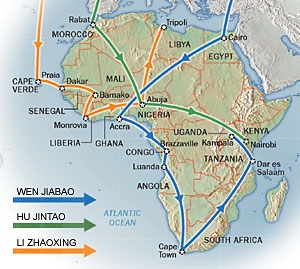 Rabat
MOROCCO
Tripoli
LIBYA
Cairo
EGYPT
CAPE
VERDE
Praia
Dakar
MALI
Bamako
SENEGAL
Abuja
NIGERIA
Monrovia
Accra
LIBERIA
GHANA
UGANDA
Kampala
KENYA
Nairobi
CONGO
Brazzaville
TANZANIA
Dar es
Salaam
Luanda
ANGOLA
WEN JIABAO
HU JINTAO
LI ZHAOXING
ATLANTIC
OCEAN
Cape
Town
SOUTH AFRICA